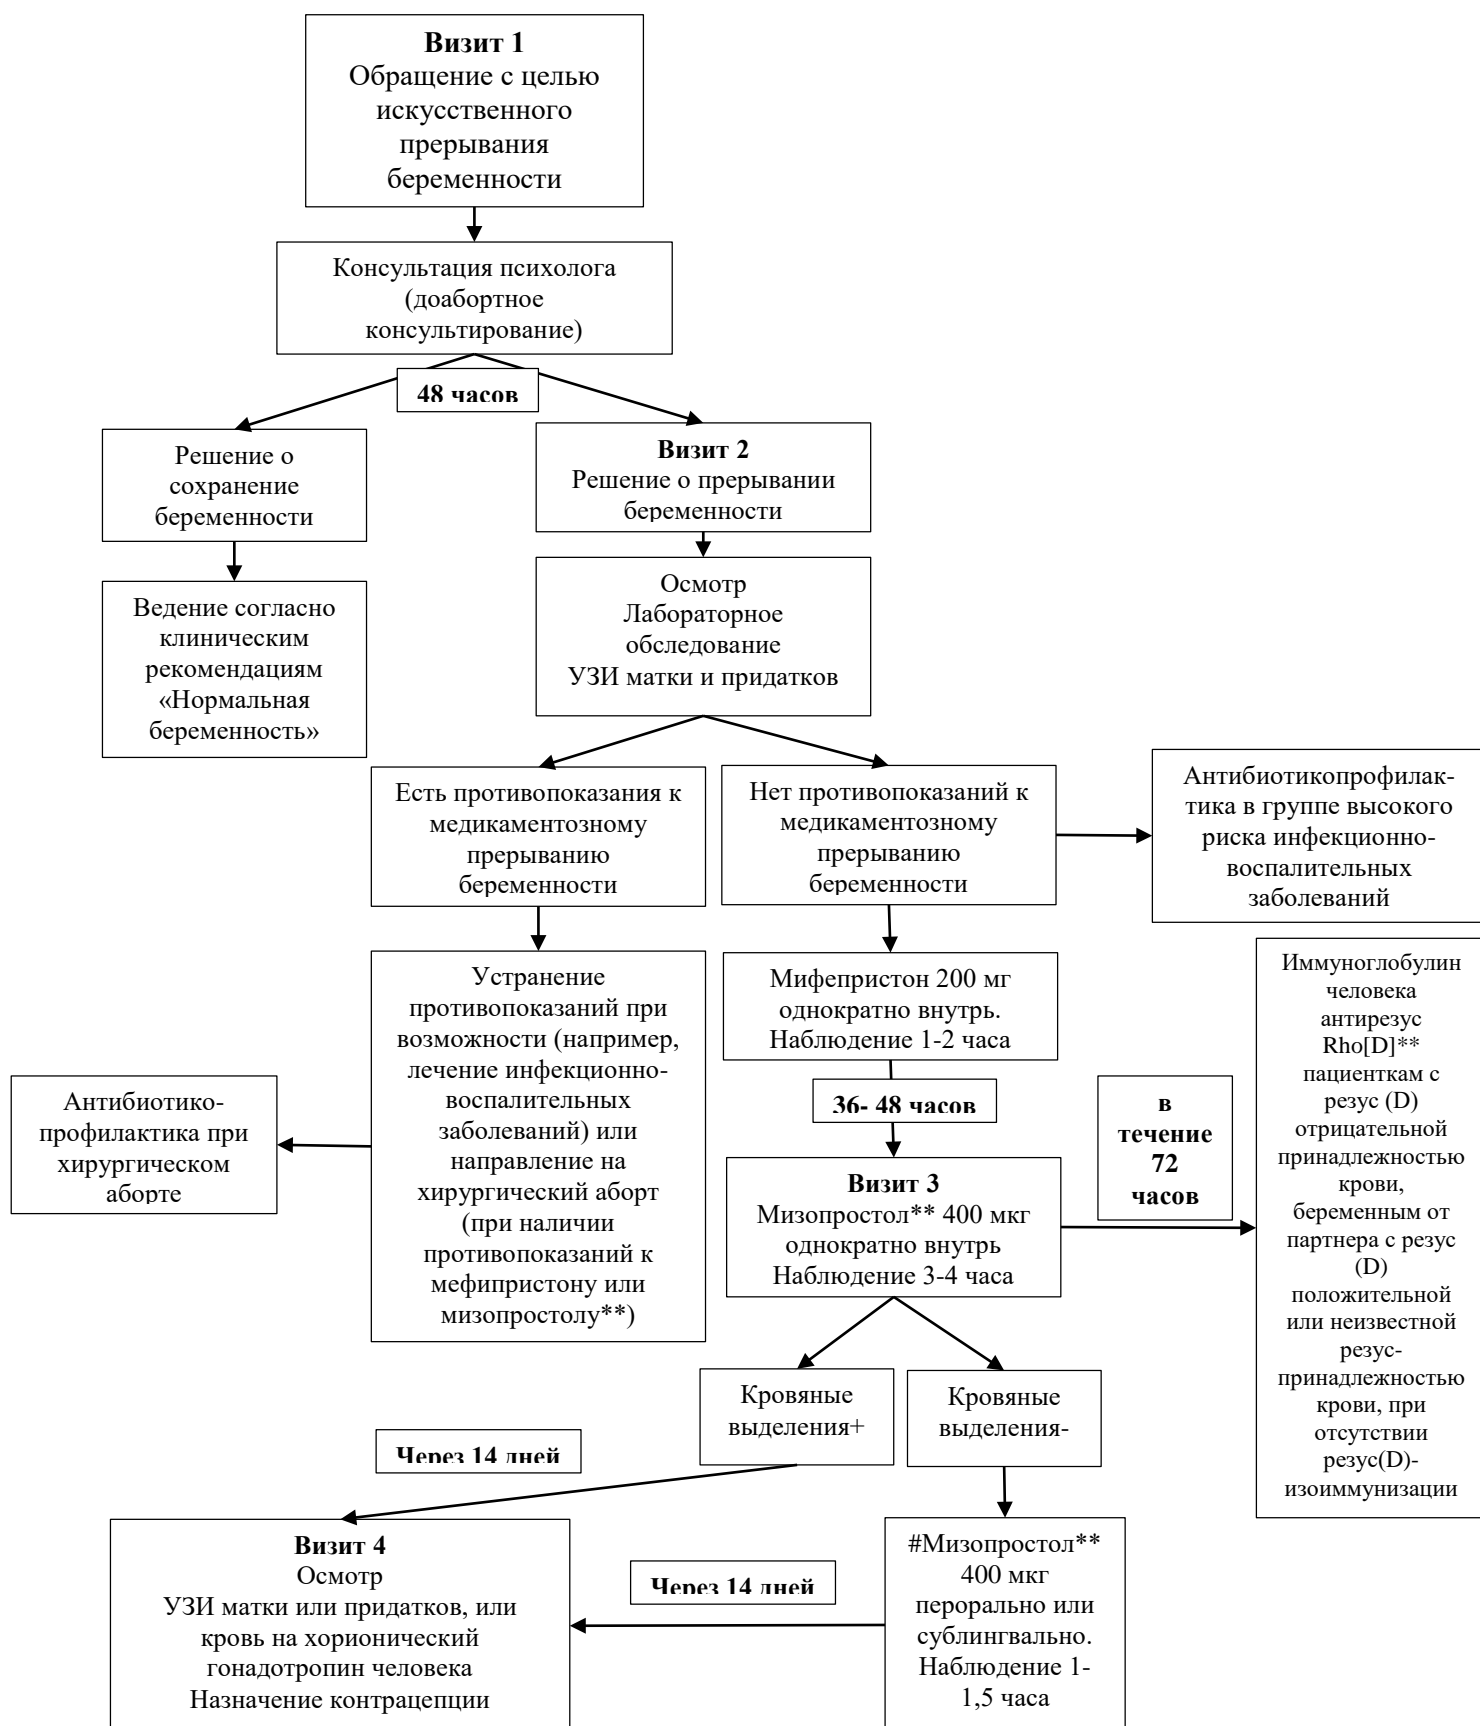 Визит 1
Обращение с целью
искусственного
прерывания
беременности
Консультация психолога
(доабортное
консультирование)
48 часов
Решение о
сохранение
беременности
Визит 2
Решение о прерывании
беременности
Ведение согласно
клиническим
рекомендациям
«Нормальная
беременность»
Осмотр
Лабораторное
обследование
УЗИ матки и придатков
Есть противопоказания к
медикаментозному
прерыванию
беременности
Нет противопоказаний к
медикаментозному
прерыванию
беременности
Антибиотикопрофилак-
тика в группе высокого
риска инфекционно-
воспалительных
заболеваний
Устранение
противопоказаний при
возможности (например,
лечение инфекционно-
воспалительных
заболеваний) или
направление на
хирургический аборт
(при наличии
противопоказаний к
мефипристону или
мизопростолу**)
Антибиотико-
профилактика при
хирургическом
аборте
Мифепристон 200 мг
однократно внутрь.
Наблюдение 1-2 часа
36- 48 часов
Визит 3
Мизопростол** 400 мкг
однократно внутрь
Наблюдение 3-4 часа
в
течение
72
часов
Иммуноглобулин
человека
антирезус
Rho[D]**
пациенткам с
резус (D)
отрицательной
принадлежностью
крови,
беременным от
партнера с резус
(D)
положительной
или неизвестной
резус-
принадлежностью
крови, при
отсутствии
резус(D)-
изоиммунизации
Кровяные
выделения+
Кровяные
выделения-
Через 14 дней
Визит 4
Осмотр
УЗИ матки или придатков, или
кровь на хорионический
гонадотропин человека
Назначение контрацепции
Через 14 дней
#Мизопростол**
400 мкг
перорально или
сублингвально.
Наблюдение 1-
1,5 часа